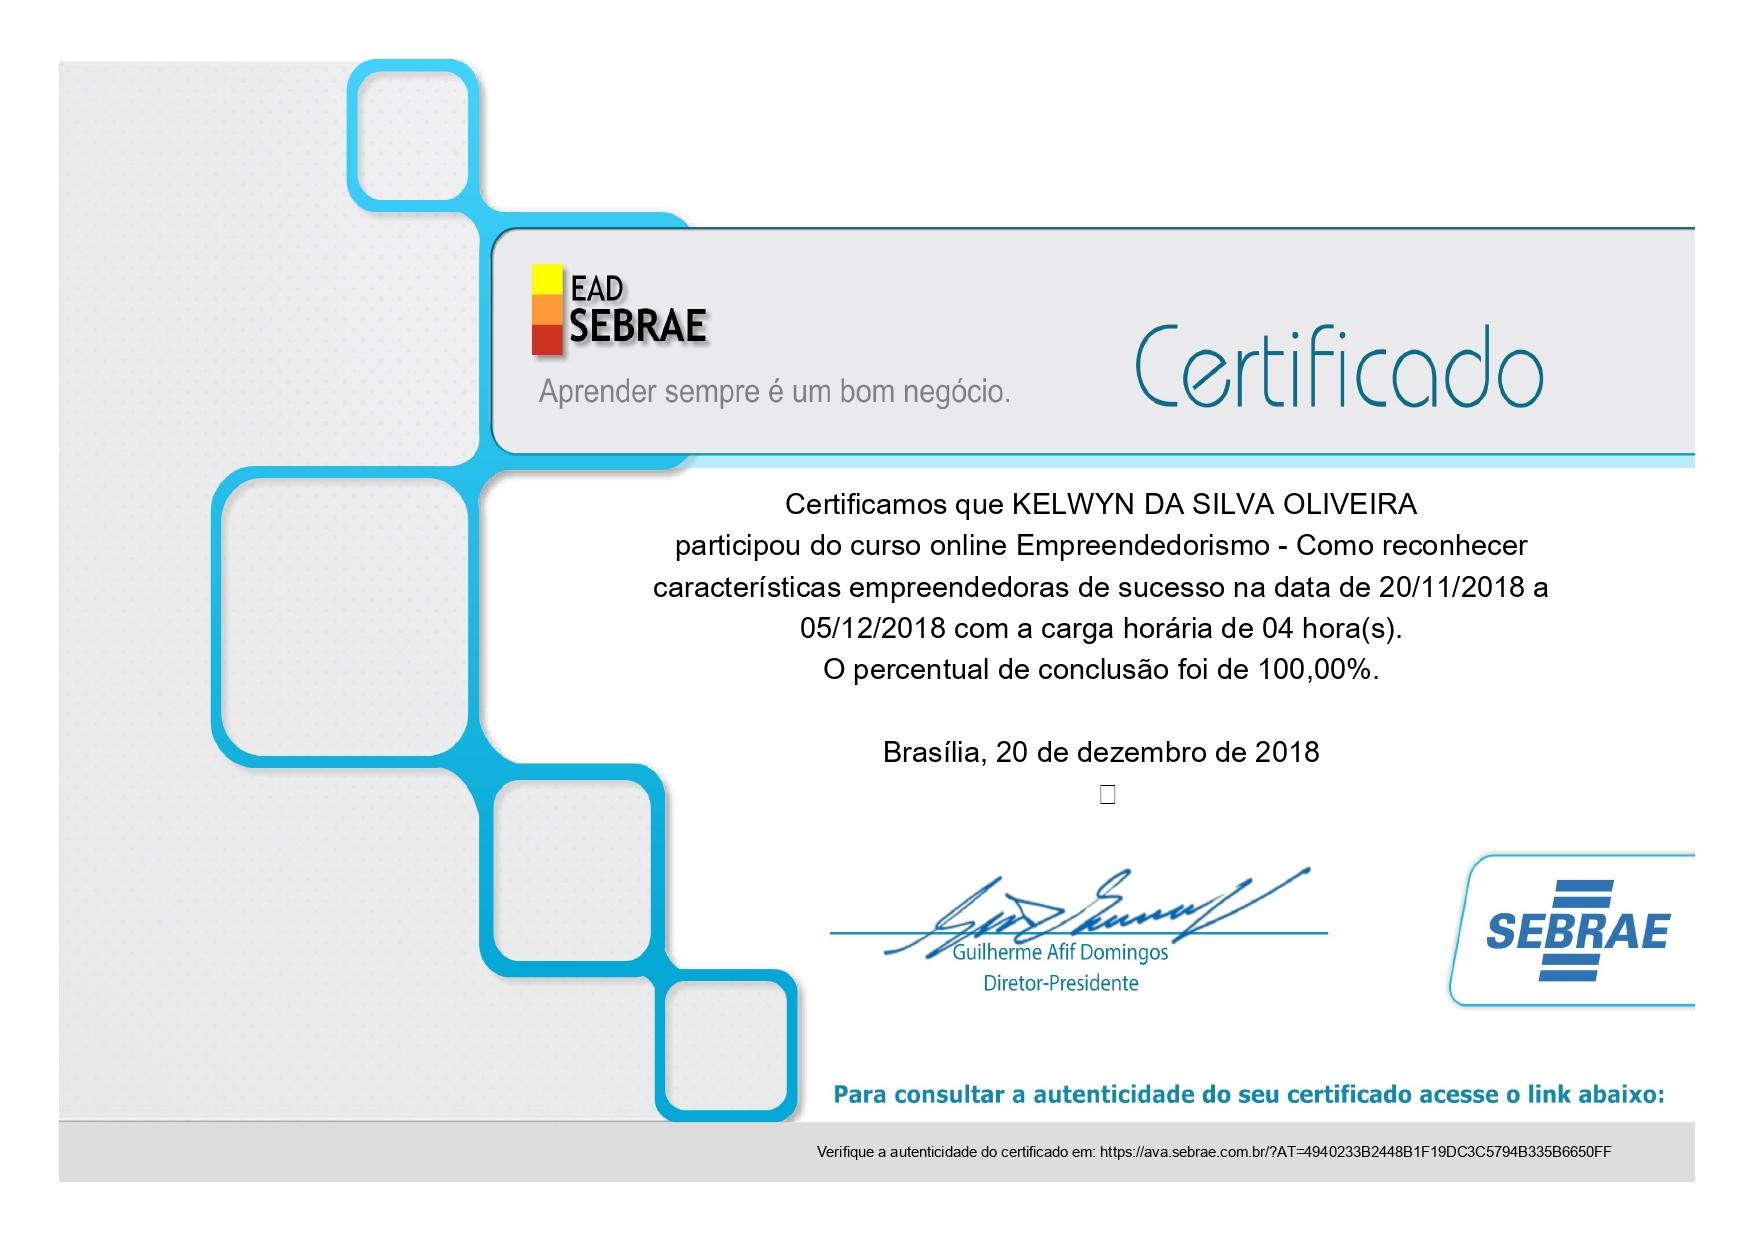 EAD
SEBRAE
Aprender sempre é um bom negócio.
Certificado
Certificamos que KELWYN DA SILVA OLIVEIRA
participou do curso online Empreendedorismo - Como reconhecer
características empreendedoras de sucesso na data de 20/11/2018 a
05/12/2018 com a carga horária de 04 hora(s).
O percentual de conclusão foi de 100,00%.
Brasília, 20 de dezembro de 2018
Guilherme Afif Domingos
Diretor-Presidente
SEBRAE
Para consultar a autenticidade do seu certificado acesse o link abaixo:
Verifique a autenticidade do certificado em: https://ava.sebrae.com.br/?AT=4940233B2448B1F19DC3C5794B335B6650FF